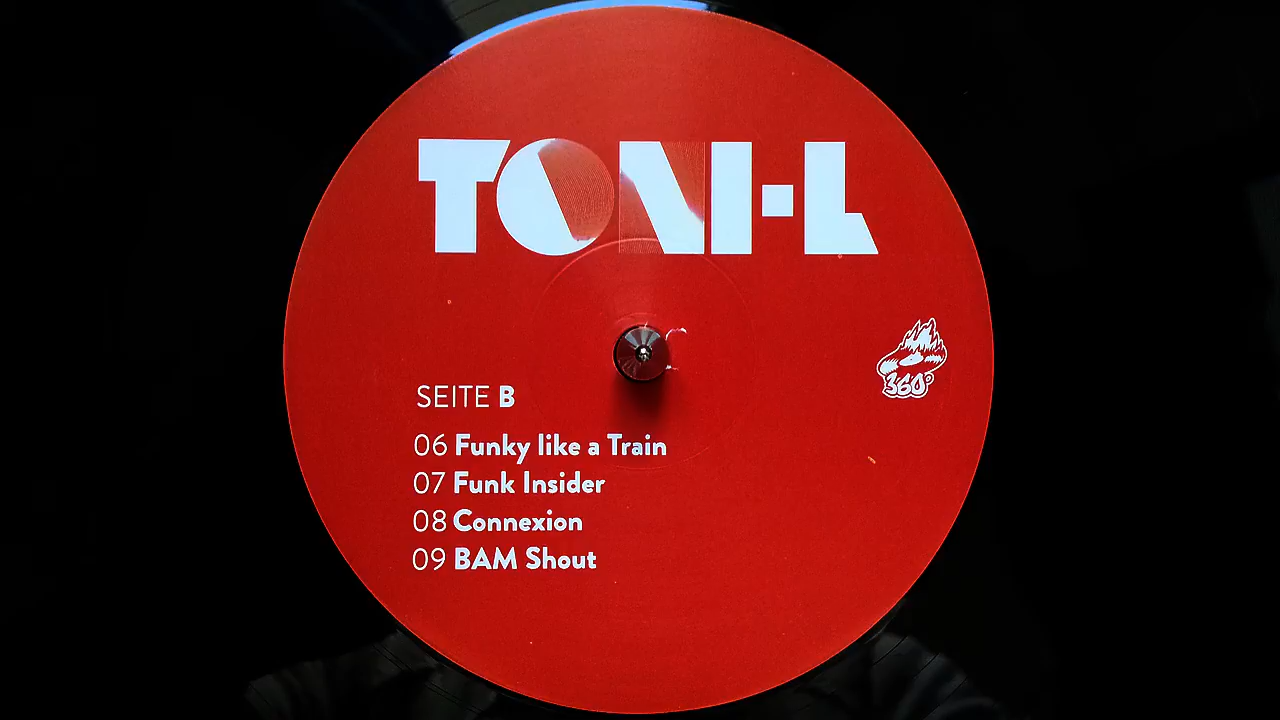 TONI-L
360°
SEITE B
06 Funky like a Train
07 Funk Insider
08 Connexion
09 BAM Shout